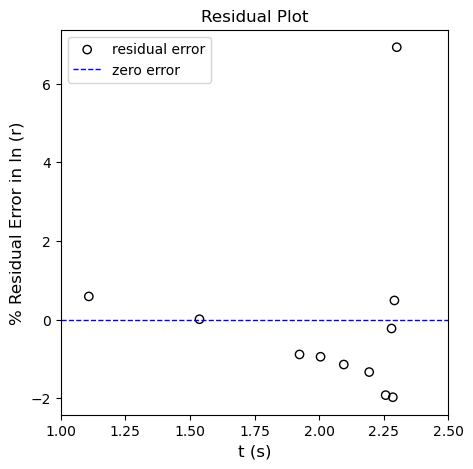 Residual Plot
residual error
zero error
% Residual Error in ln (r)
6
4
2
0
−2
1.00 1.25 1.50 1.75 2.00 2.25 2.50
t (s)